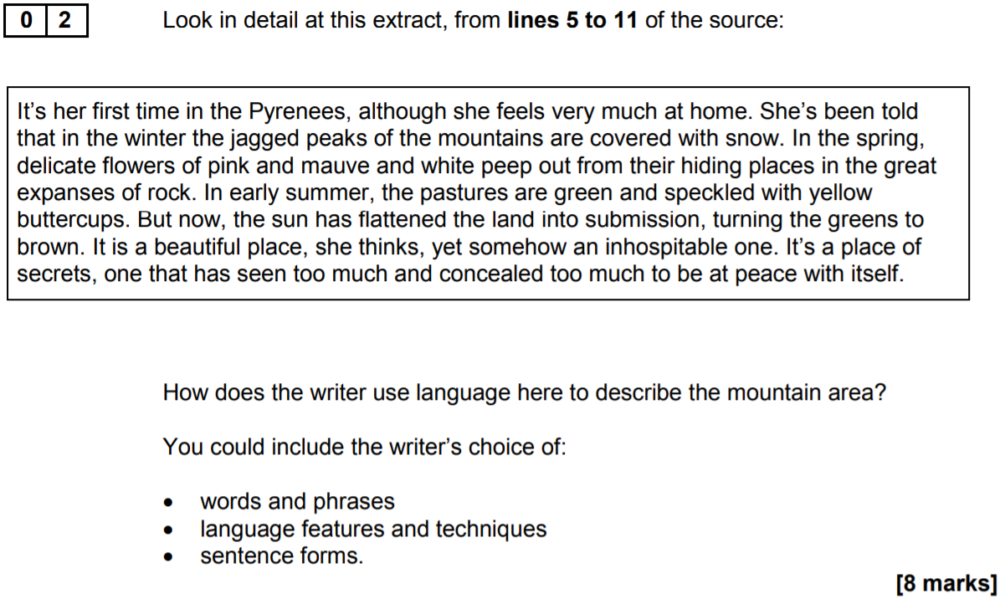 0 2 Look in detail at this extract, from lines 5 to 11 of the source:
It's her first time in the Pyrenees, although she feels very much at home. She's been told
that in the winter the jagged peaks of the mountains are covered with snow. In the spring,
delicate flowers of pink and mauve and white peep out from their hiding places in the great
expanses of rock. In early summer, the pastures are green and speckled with yellow
buttercups. But now, the sun has flattened the land into submission, turning the greens to
brown. It is a beautiful place, she thinks, yet somehow an inhospitable one. It's a place of
secrets, one that has seen too much and concealed too much to be at peace with itself.
How does the writer use language here to describe the mountain area?
You could include the writer's choice of:
• words and phrases
• language features and techniques
• sentence forms.
[8 marks]